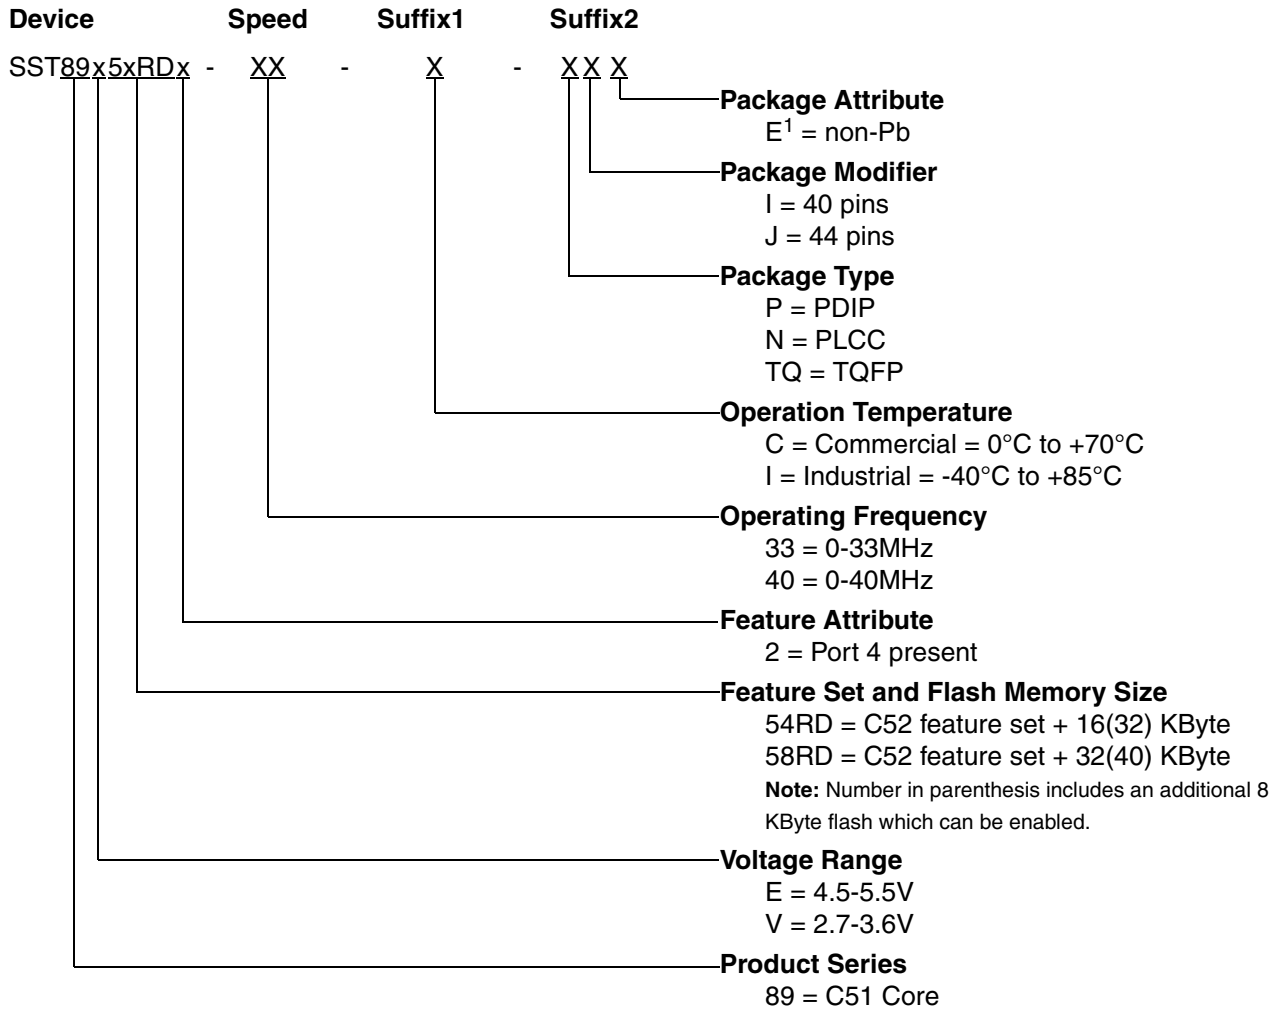 Device Speed Suffix1 Suffix2
SST89x5xRDx - XX - X - XX X
Package Attribute
E1 = non-Pb
Package Modifier
I = 40 pins
J = 44 pins
Package Type
P = PDIP
N = PLCC
TQ = TQFP
Operation Temperature
C = Commercial = 0°C to +70°C
I = Industrial = -40°C to +85°C
Operating Frequency
33 = 0-33MHz
40 = 0-40MHz
Feature Attribute
2 = Port 4 present
Feature Set and Flash Memory Size
54RD = C52 feature set + 16(32) KByte
58RD = C52 feature set + 32(40) KByte
Note: Number in parenthesis includes an additional 8
KByte flash which can be enabled.
Voltage Range
E = 4.5-5.5V
V = 2.7-3.6V
Product Series
89 = C51 Core